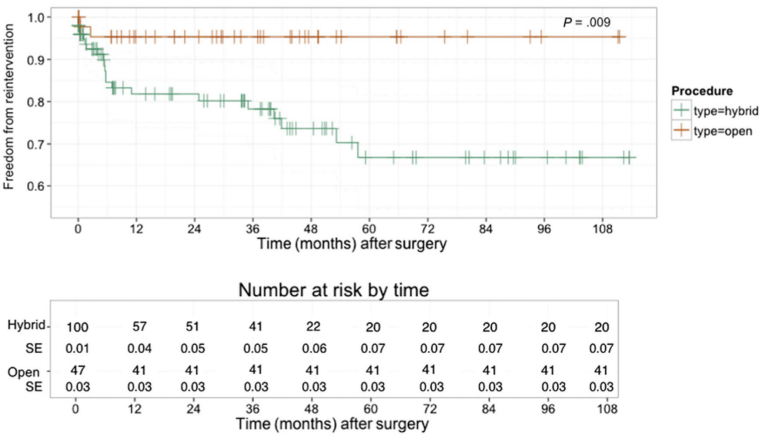 P = .009
Freedom from reintervention
1.0
0.9
0.8
0.7
0.6
0 12 24 36 48 60 72 84 96 108
Time (months) after surgery
Procedure
type=hybrid
type=open
Number at risk by time
Hybrid 100 57 51 41 22 20 20 20 20 20
SE 0.01 0.04 0.05 0.05 0.06 0.07 0.07 0.07 0.07 0.07
Open 47 41 41 41 41 41 41 41 41 41
SE 0.03 0.03 0.03 0.03 0.03 0.03 0.03 0.03 0.03 0.03
0 12 24 36 48 60 72 84 96 108
Time (months) after surgery